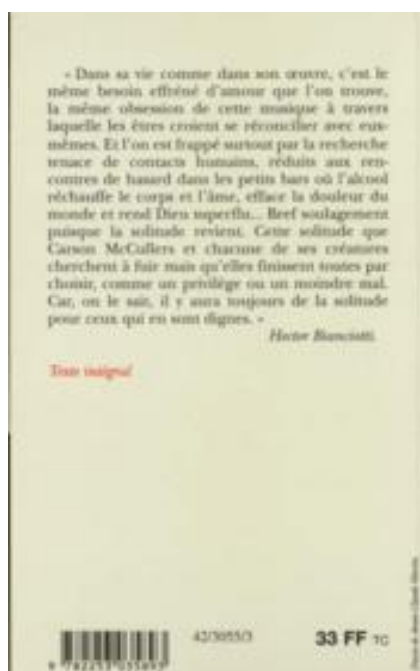 « Dans sa vie comme dans son œuvre, c'est le
même besoin effréné d'amour que l'on trouve,
la même obsession de cette musique à travers
laquelle les êtres croient se réconcilier avec eux-
mêmes. Et l'on est frappé surtout par la recherche
tenace de contacts humains, réduits aux ren-
contres de hasard dans les petits bars où l'alcool
réchauffe le corps et l'âme, efface la douleur du
monde et rend Dieu superflu... Bref soulagement
puisque la solitude revient. Cette solitude que
Carson McCullers et chacune de ses créatures
cherchent à fuir mais qu'elles finissent toutes par
choisir, comme un privilège ou un moindre mal.
Car, on le sait, il y aura toujours de la solitude
pour ceux qui en sont dignes. »
Hector Bianciotti.
Texte intégral
42/3055/3
33 FF TC